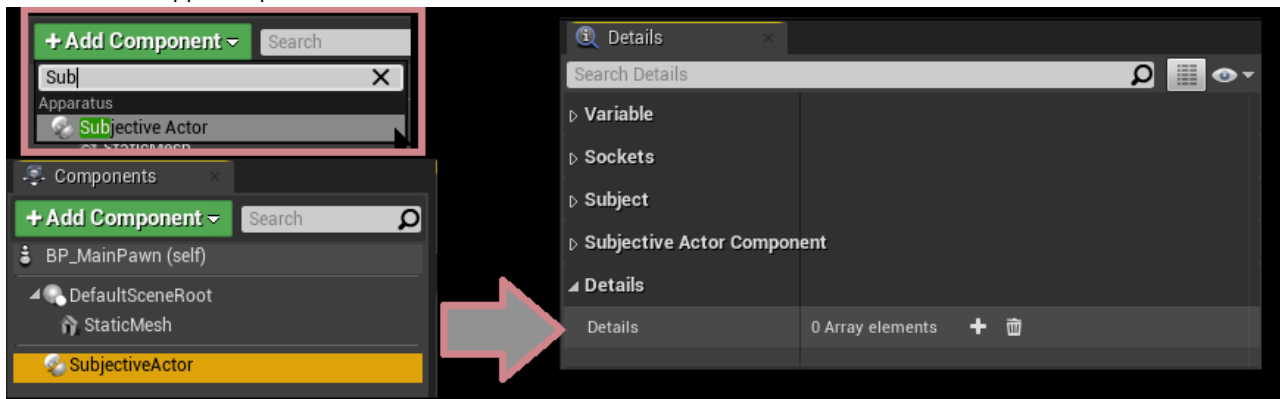 + Add Component
Search
Sub
Apparatus
Subjective Actor
StaticMesh
Components
+ Add Component
Search
BP_MainPawn (self)
DefaultSceneRoot
StaticMesh
SubjectiveActor
Details
Search Details
Variable
Sockets
Subject
Subjective Actor Component
Details
Details 0 Array elements